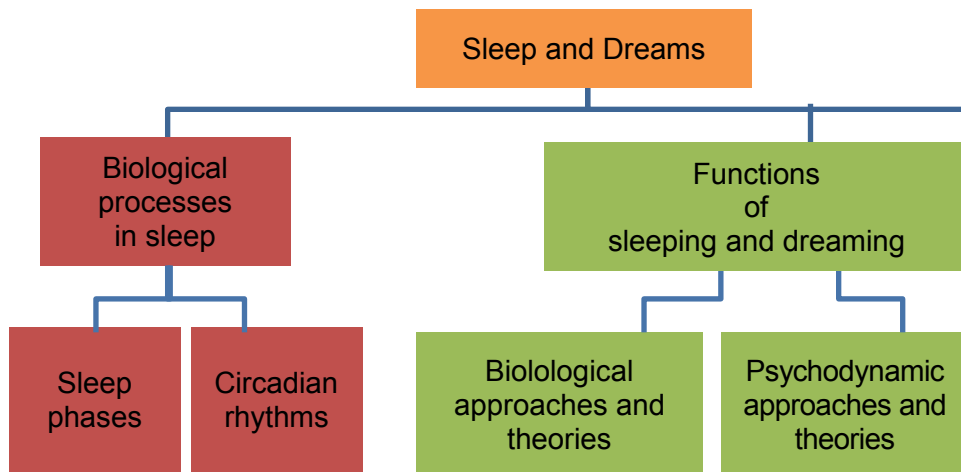 Sleep and Dreams
Biological
processes
in sleep
Functions
of
sleeping and dreaming
Sleep
phases
Circadian
rhythms
Biolological
approaches and
theories
Psychodynamic
approaches and
theories